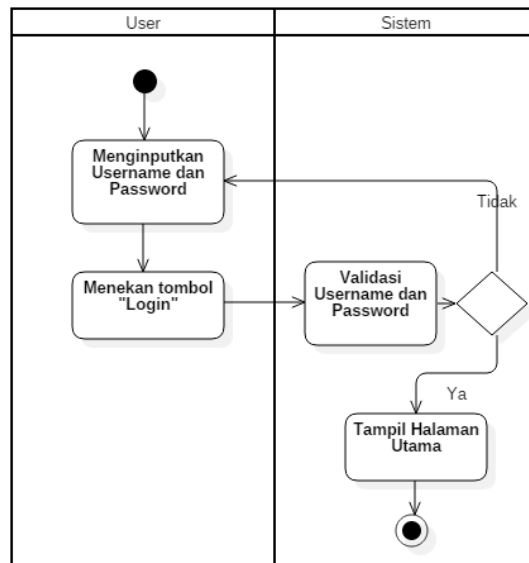 User
Sistem
Menginputkan
Username dan
Password
Tidak
Menekan tombol
"Login"
Validasi
Username dan
Password
Ya
Tampil Halaman
Utama